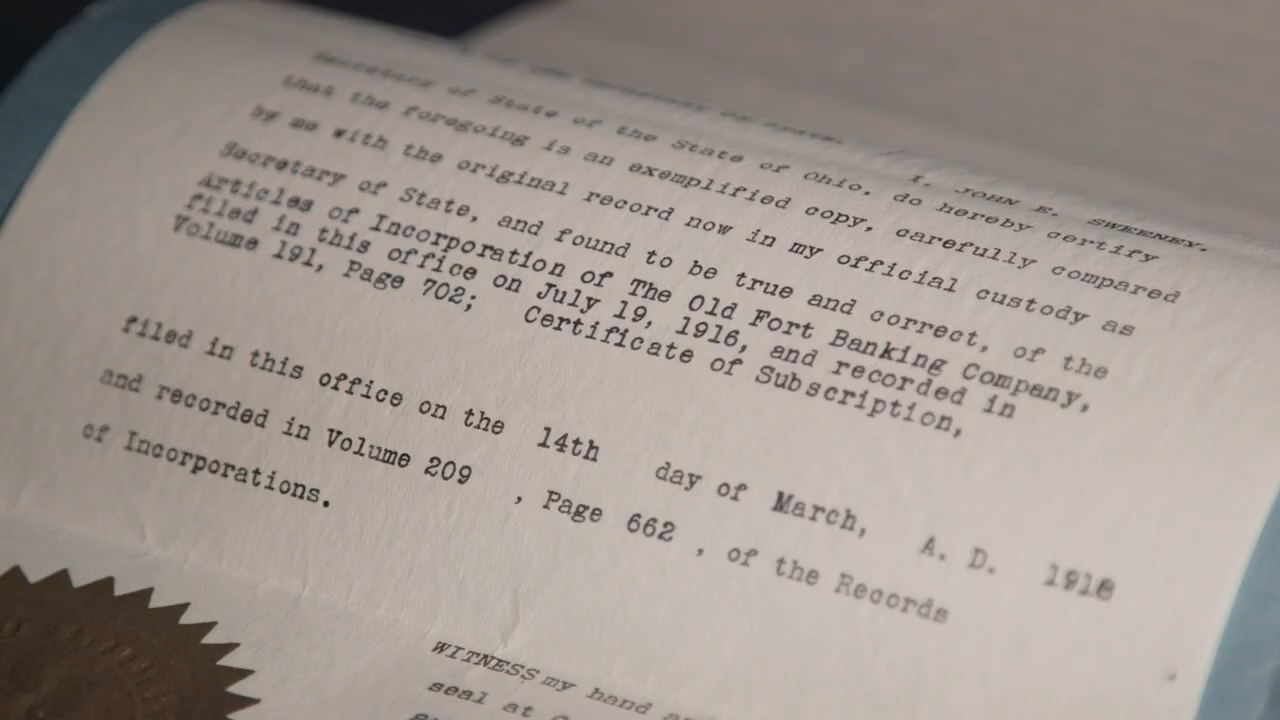 I, JOHN E. SWEENEY,
Secretary of State of the State of Ohio, do hereby certify
that the foregoing is an exemplified copy, carefully compared
by me with the original record now in my official custody as
Secretary of State, and found to be true and correct, of the
Articles of Incorporation of The Old Fort Banking Company,
filed in this office on July 19, 1916, and recorded in
Volume 191, Page 702; Certificate of Subscription,
filed in this office on the 14th day of March, A. D. 1918
and recorded in Volume 209 , Page 662 , of the Records
of Incorporations.
WITNESS my hand
seal at